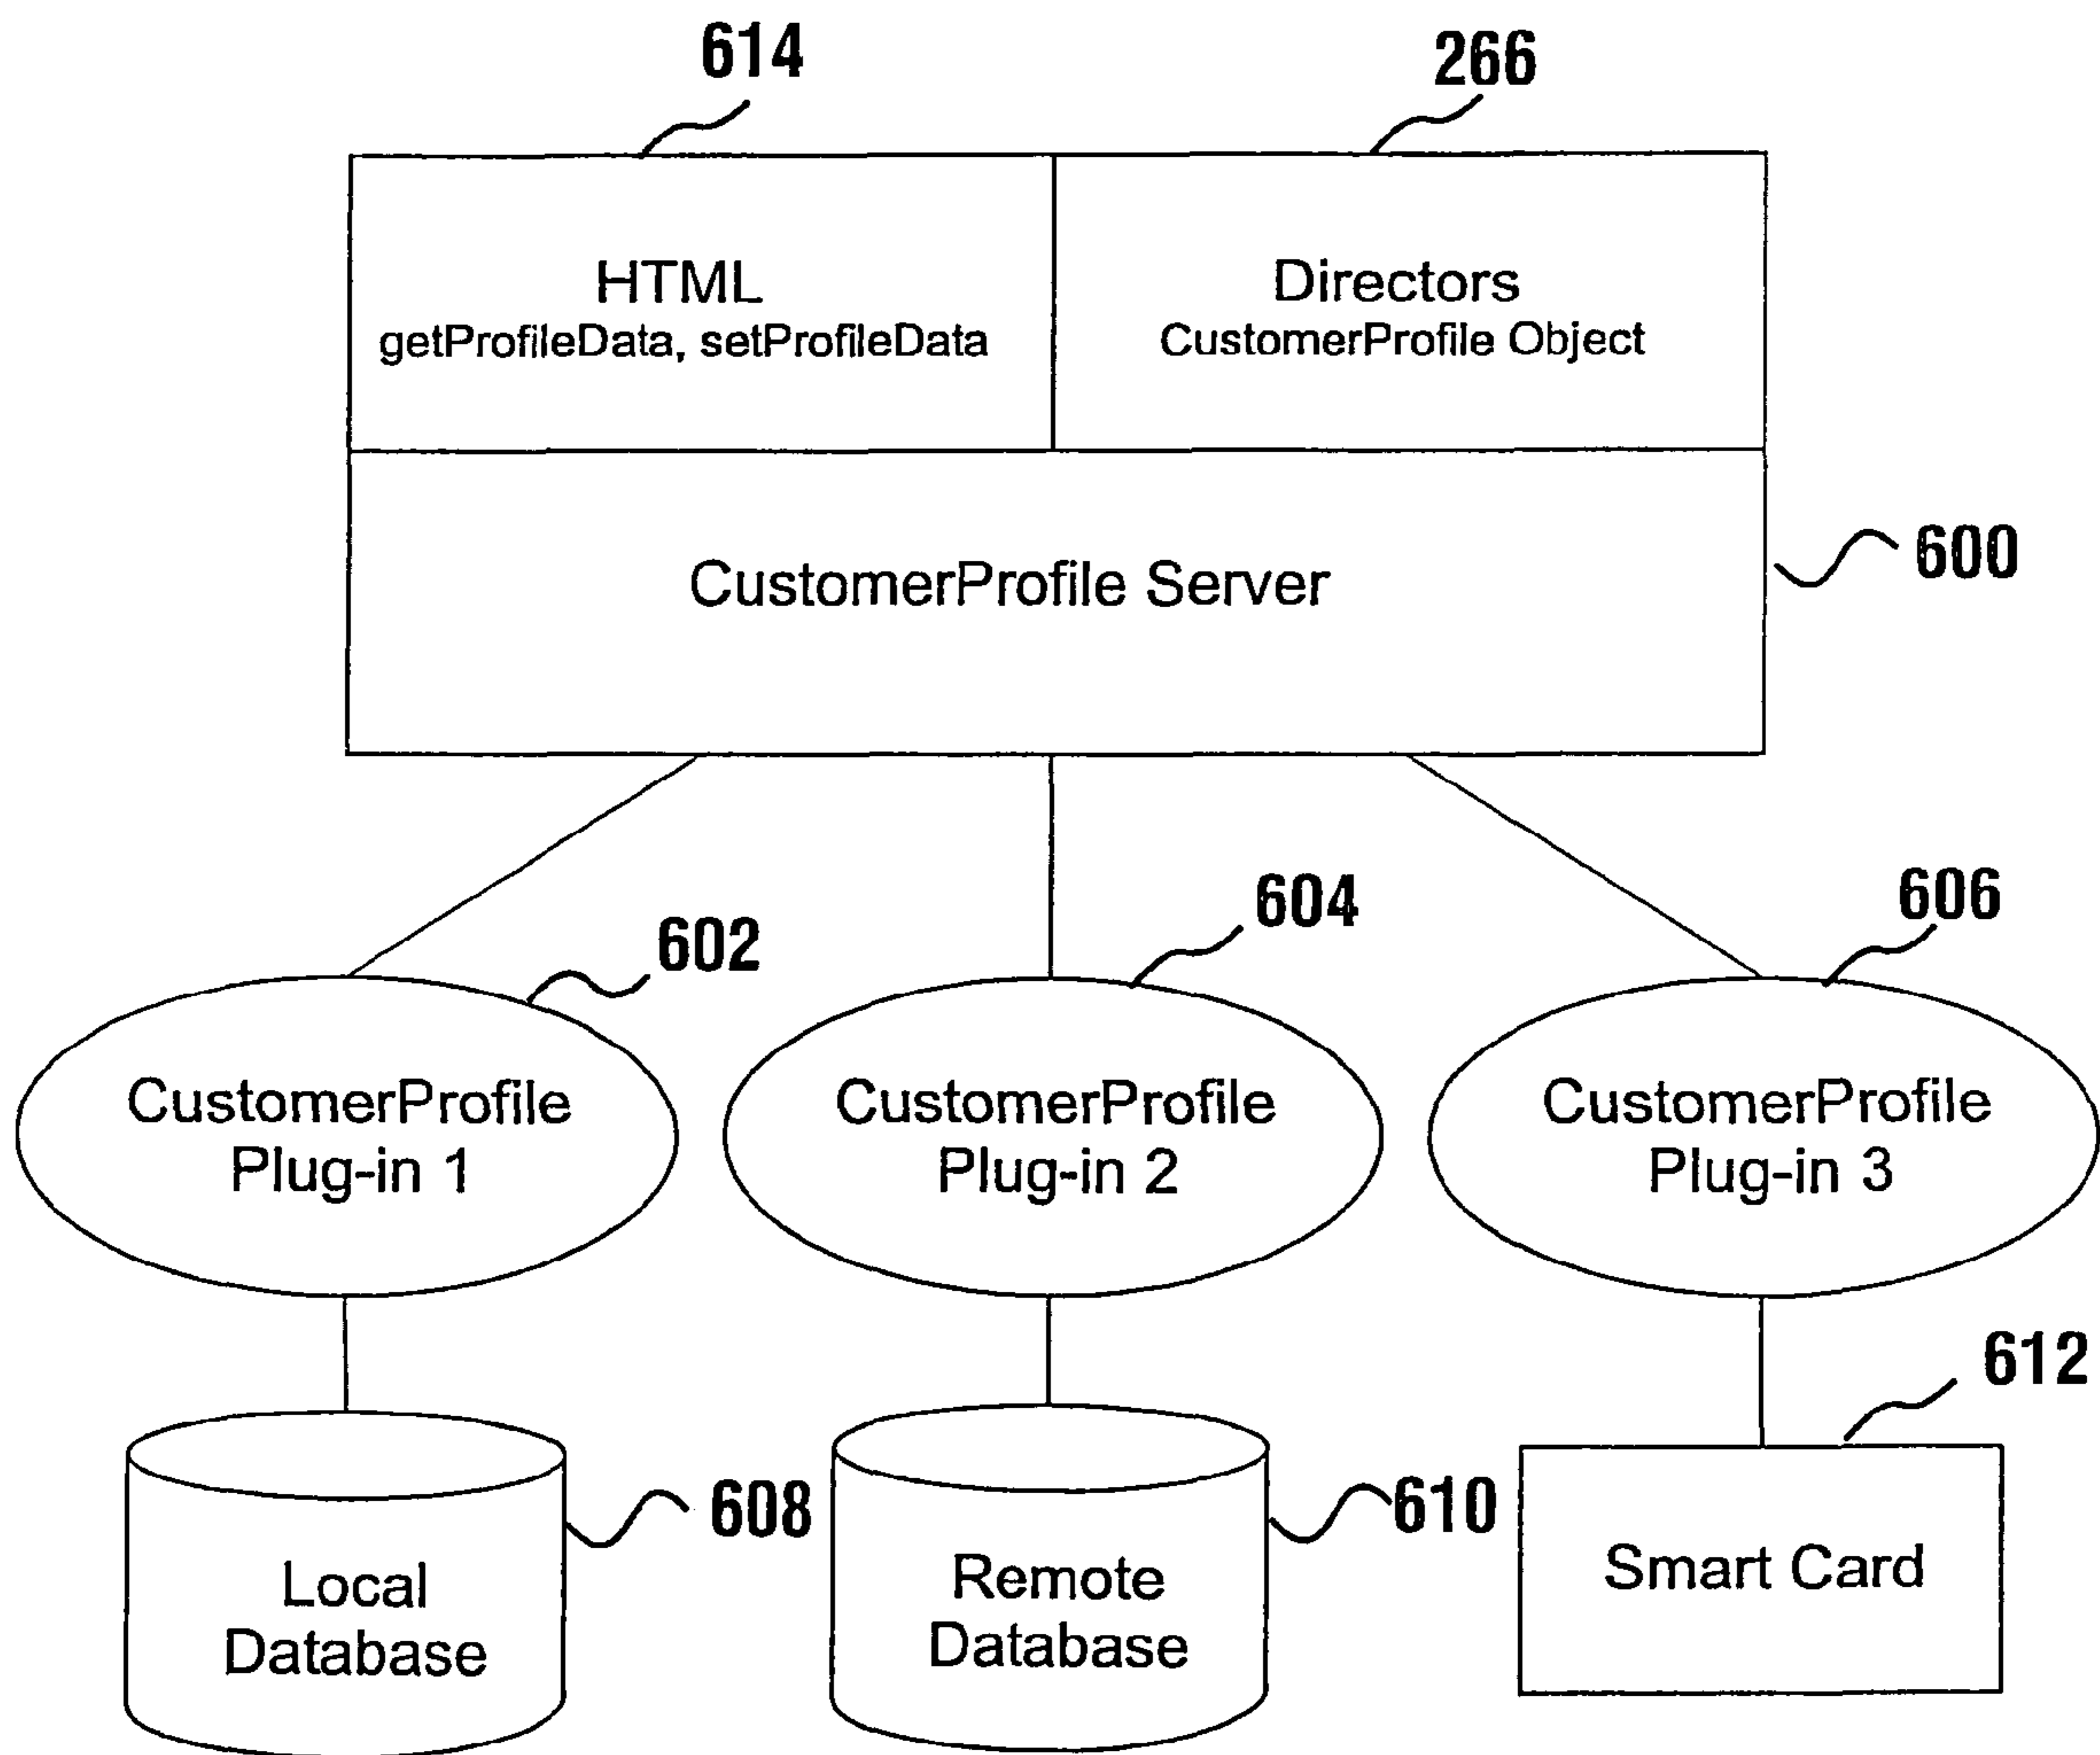 614
266
HTML
getProfileData, setProfileData
Directors
CustomerProfile Object
CustomerProfile Server
600
602
604
606
CustomerProfile
Plug-in 1
CustomerProfile
Plug-in 2
CustomerProfile
Plug-in 3
612
608
610
Local
Database
Remote
Database
Smart Card